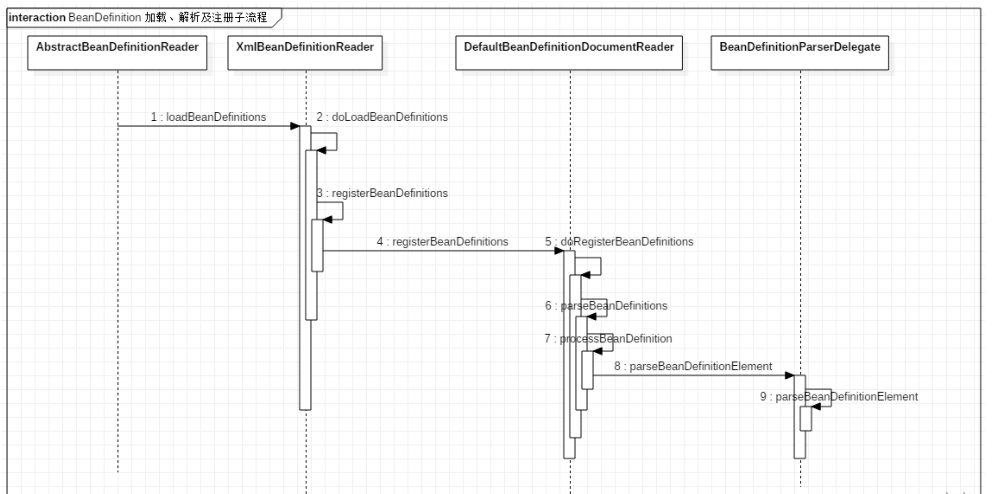 interaction BeanDefinition 加载、解析及注册子流程
AbstractBeanDefinitionReader
XmlBeanDefinitionReader
DefaultBeanDefinitionDocumentReader
BeanDefinitionParserDelegate
1 : loadBeanDefinitions
2 : doLoadBeanDefinitions
3 : registerBeanDefinitions
4 : registerBeanDefinitions
5 : doRegisterBeanDefinitions
6 : parseBeanDefinitions
7 : processBeanDefinition
8 : parseBeanDefinitionElement
9 : parseBeanDefinitionElement